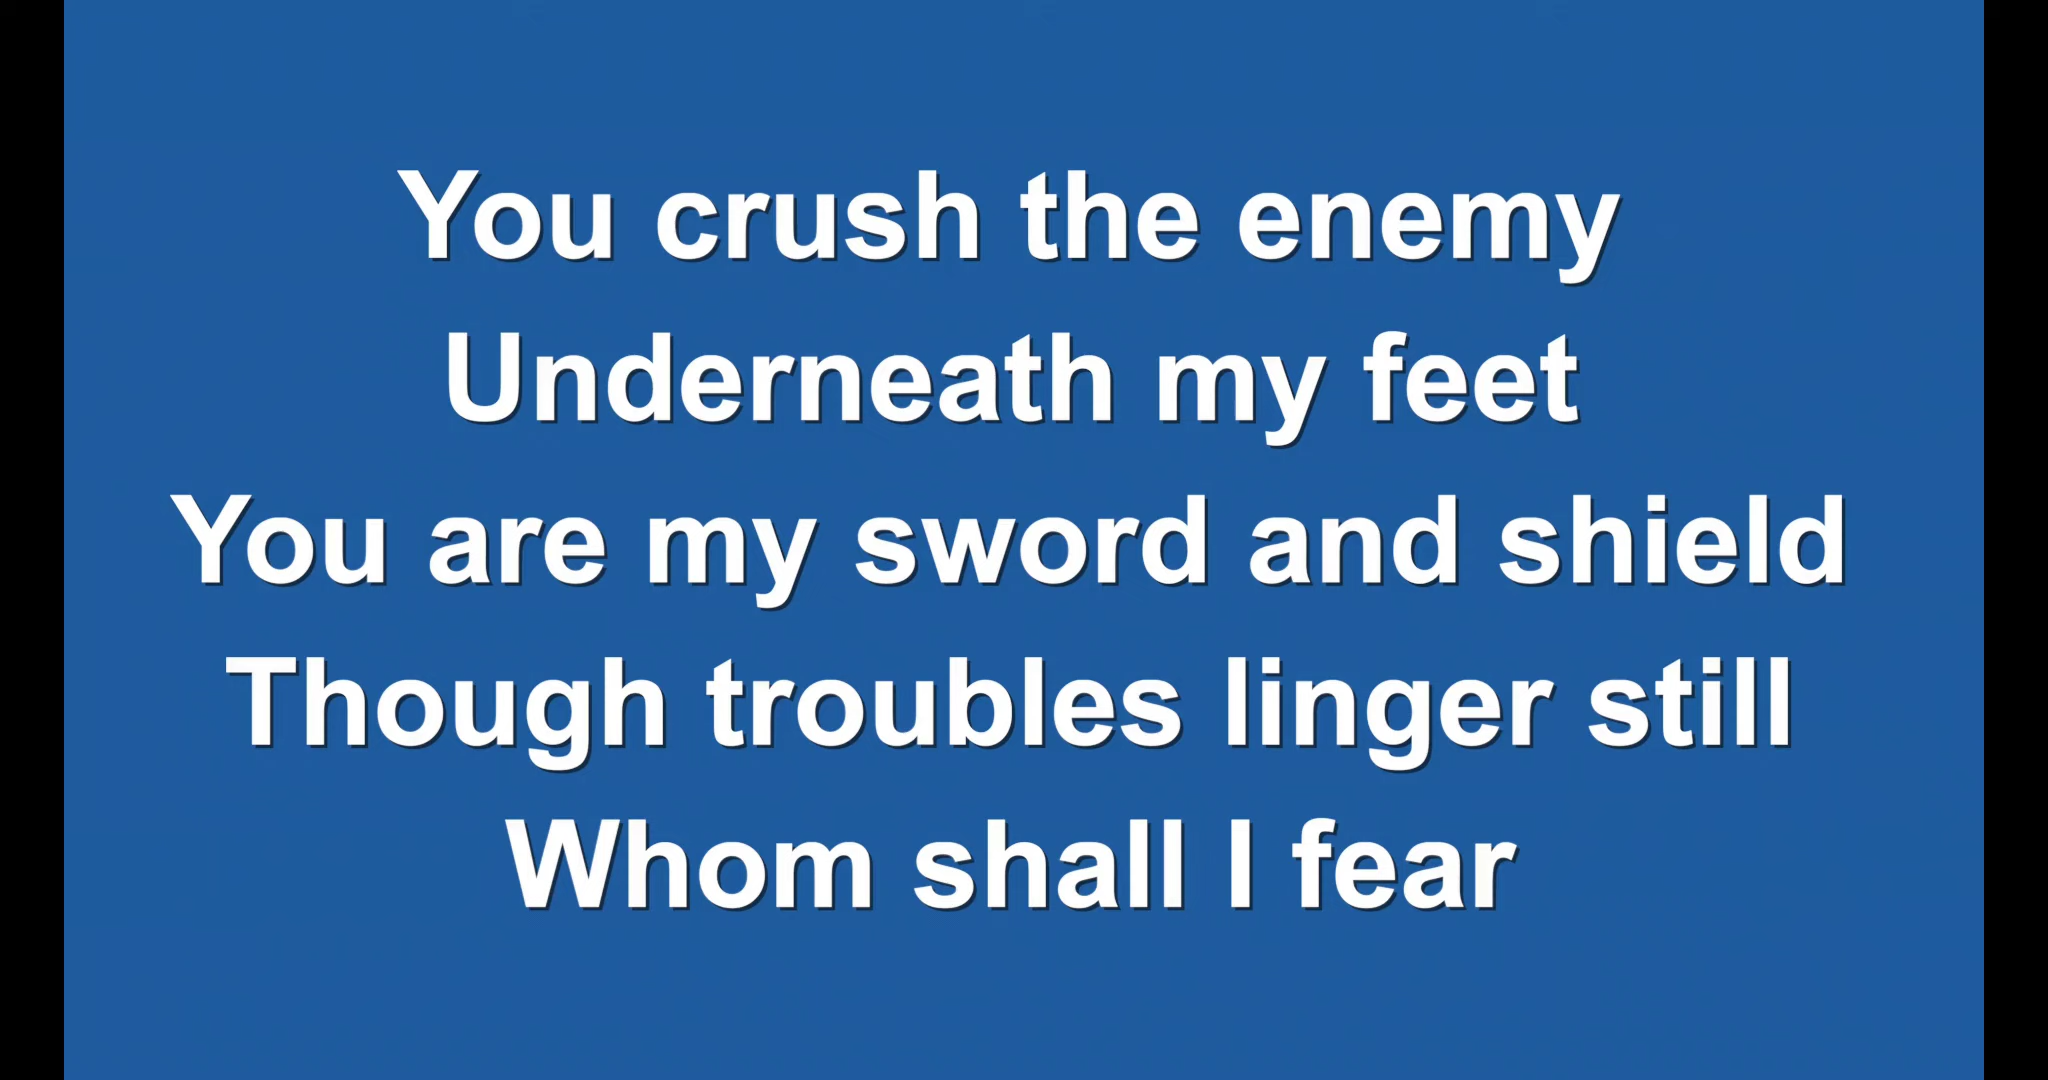 You crush the enemy
Underneath my feet
You are my sword and shield
Though troubles linger still
Whom shall I fear